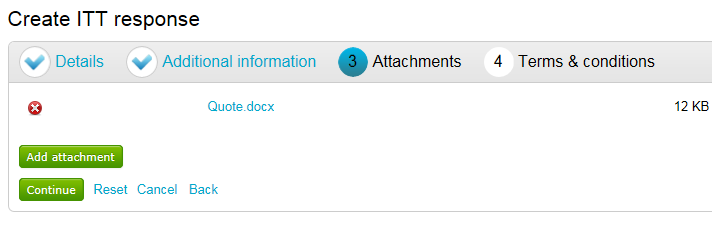 Create ITT response
Details Additional information 3 Attachments 4 Terms & conditions
Quote.docx 12 KB
Add attachment
Continue Reset Cancel Back